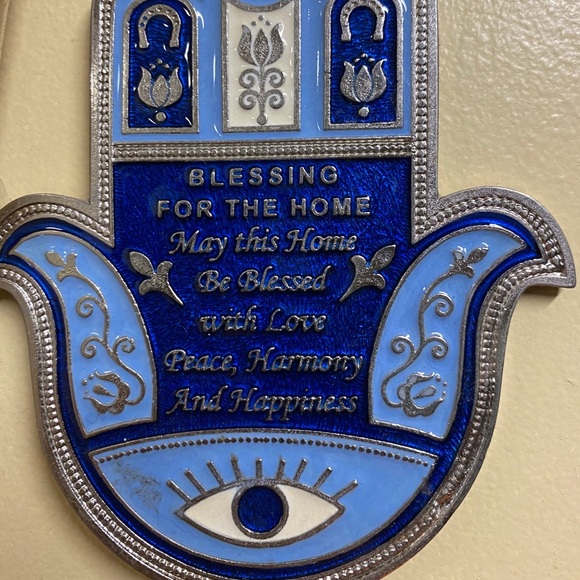 BLESSING
FOR THE HOME
May this Home
Be Blessed
with Love
Peace, Harmony
And Happiness